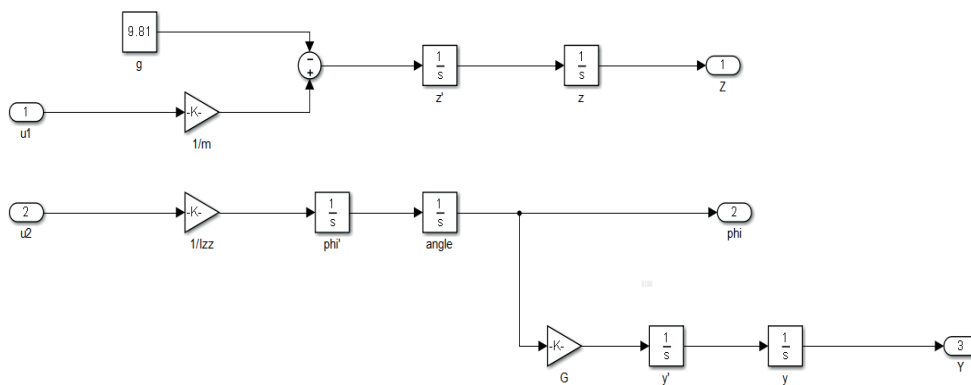 9.81
g
−
+
1
s
z'
1
s
z
1
Z
1
u1
-K-
1/m
2
u2
-K-
1/Izz
1
s
phi'
1
s
angle
2
phi
-K-
G
1
s
y'
1
s
y
3
Y